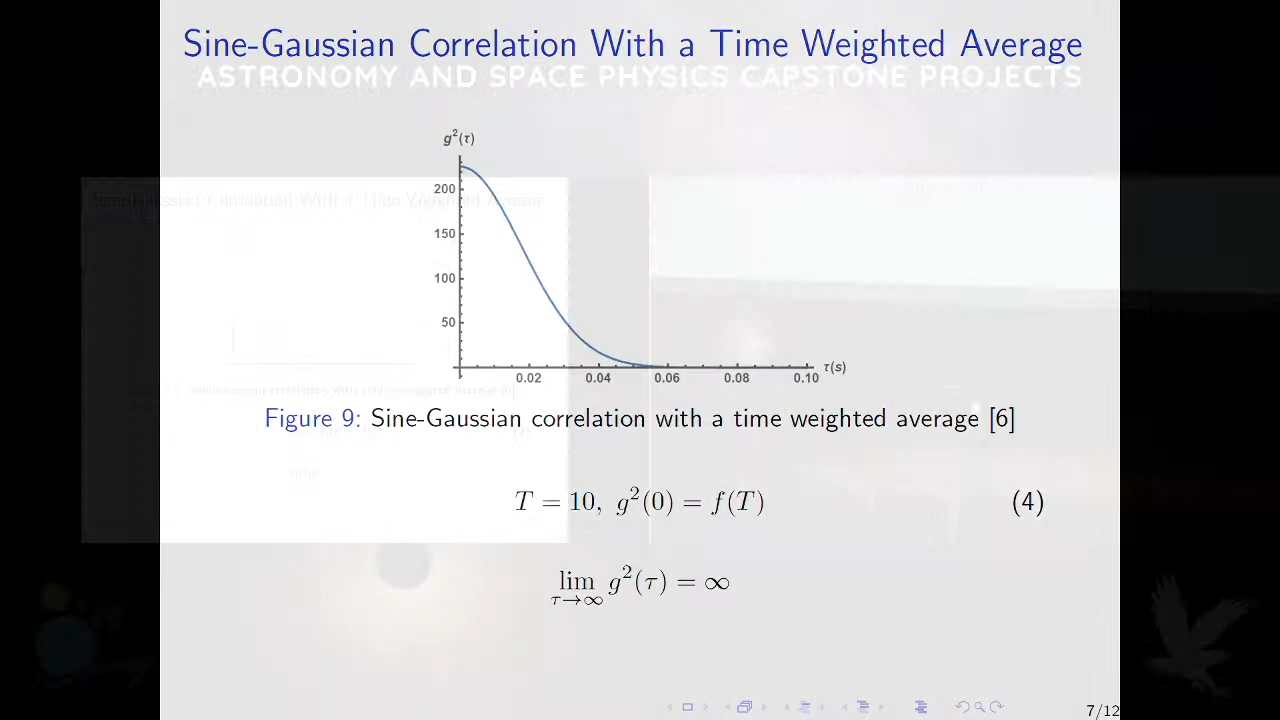 Sine-Gaussian Correlation With a Time Weighted Average
ASTRONOMY AND SPACE PHYSICS CAPSTONE PROJECTS
g²(τ)
200
150
100
50
0.02 0.04 0.06 0.08 0.10 τ(s)
Figure 9: Sine-Gaussian correlation with a time weighted average [6]
T = 10, g²(0) = f(T) (4)
lim g²(τ) = ∞
τ→∞
7/12